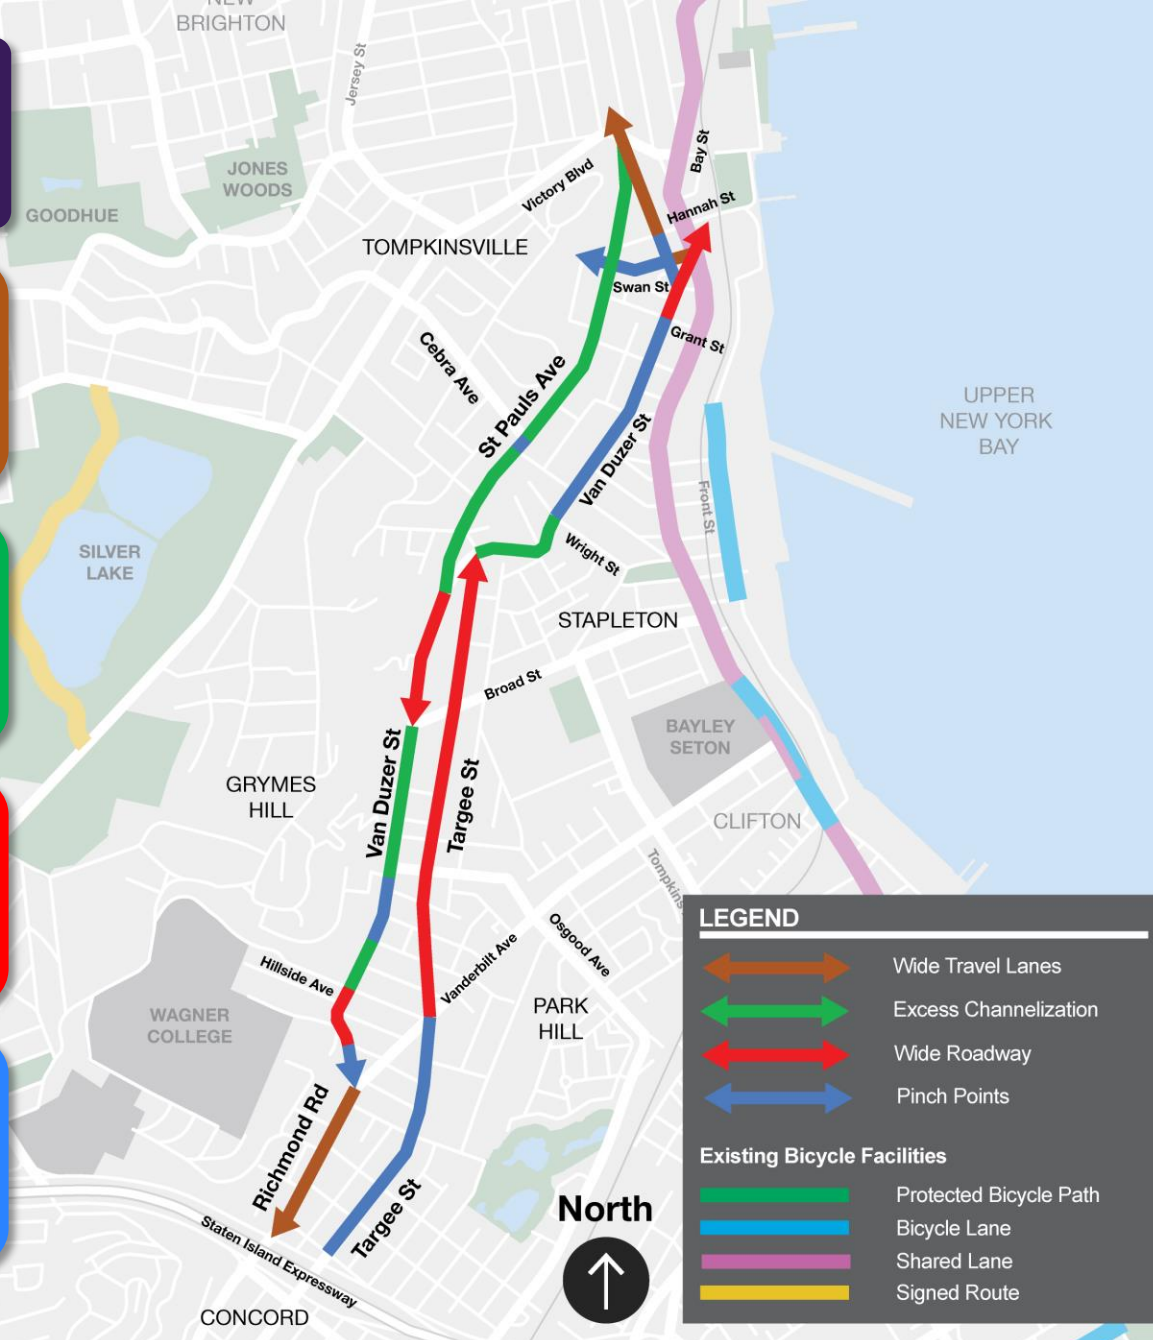 NEW
BRIGHTON
Jersey St
JONES
WOODS
GOODHUE
Victory Blvd
Bay St
Hannah St
TOMPKINSVILLE
Swan St
Grant St
Cebra Ave
St Pauls Ave
UPPER
NEW YORK
BAY
Van Duzer St
Front St
SILVER
LAKE
Wright St
STAPLETON
Broad St
BAYLEY
SETON
GRYMES
HILL
Van Duzer St
Targee St
CLIFTON
Tompkins
Hillside Ave
Vanderbilt Ave
Osgood Ave
WAGNER
COLLEGE
PARK
HILL
Richmond Rd
Targee St
Staten Island Expressway
CONCORD
North
LEGEND
Wide Travel Lanes
Excess Channelization
Wide Roadway
Pinch Points
Existing Bicycle Facilities
Protected Bicycle Path
Bicycle Lane
Shared Lane
Signed Route